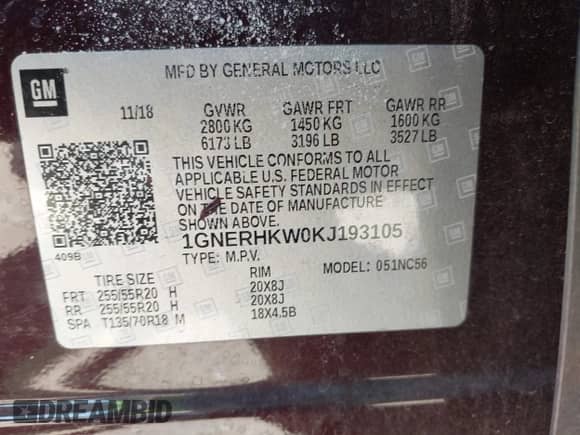 GM
MFD BY GENERAL MOTORS LLC
11/18 GVWR GAWR FRT GAWR RR
2800 KG 1450 KG 1600 KG
6173 LB 3196 LB 3527 LB
THIS VEHICLE CONFORMS TO ALL
APPLICABLE U.S. FEDERAL MOTOR
VEHICLE SAFETY STANDARDS IN EFFECT
ON THE DATE OF MANUFACTURE
SHOWN ABOVE.
1GNERHKW0KJ193105
409B TYPE: M.P.V. MODEL: 051NC56
TIRE SIZE RIM
FRT 255/55R20 H 20X8J
RR 255/55R20 H 20X8J
SPA T135/70R18 M 18X4.5B
DREAMBID